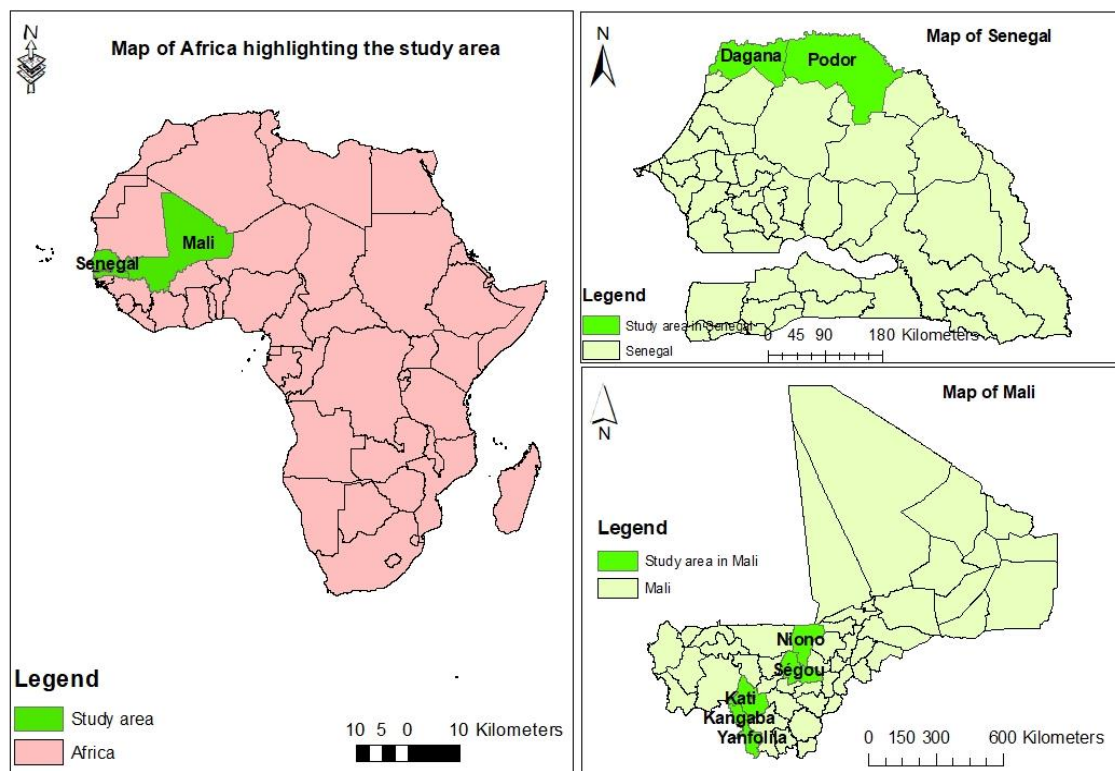 N
Map of Africa highlighting the study area
Mali
Senegal
Legend
Study area
Africa
10 5 0 10 Kilometers
N
Map of Senegal
Dagana
Podor
Legend
Study area in Senegal
Senegal
0 45 90 180 Kilometers
N
Map of Mali
Legend
Study area in Mali
Mali
Niono
Ségou
Kati
Kangaba
Yanfolila
0 150 300 600 Kilometers